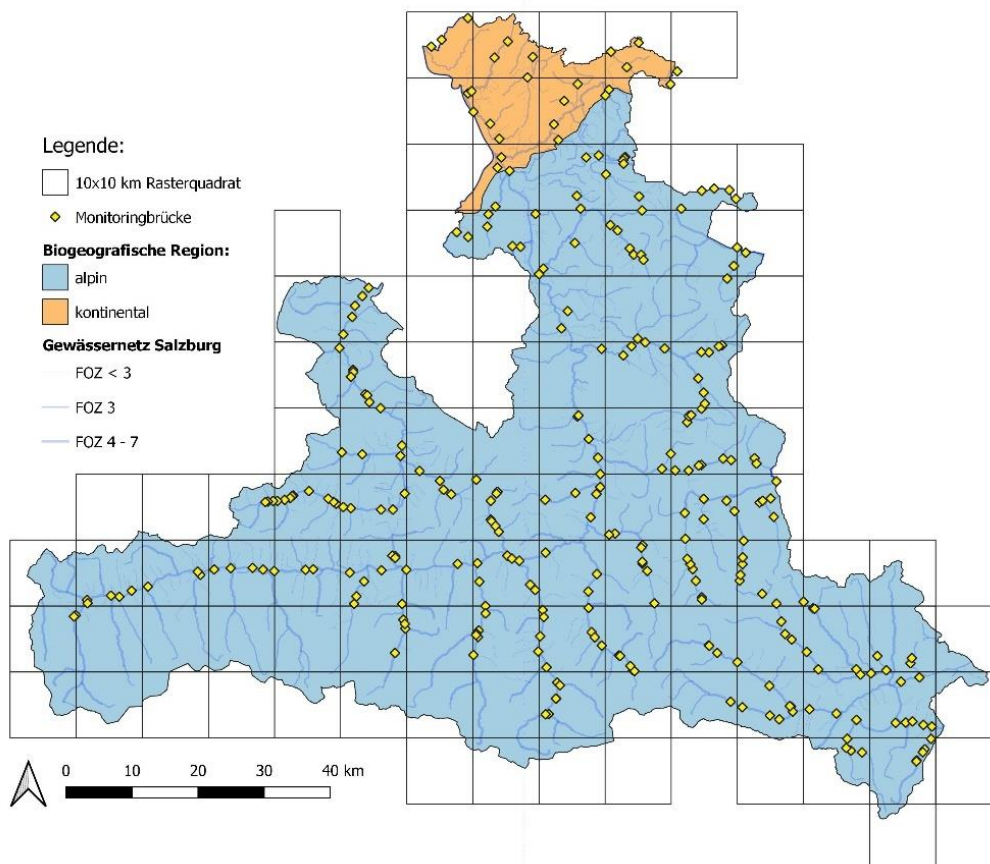 Legende:
10x10 km Rasterquadrat
Monitoringbrücke
Biogeografische Region:
alpin
kontinental
Gewässernetz Salzburg
FOZ < 3
FOZ 3
FOZ 4 - 7
0 10 20 30 40 km